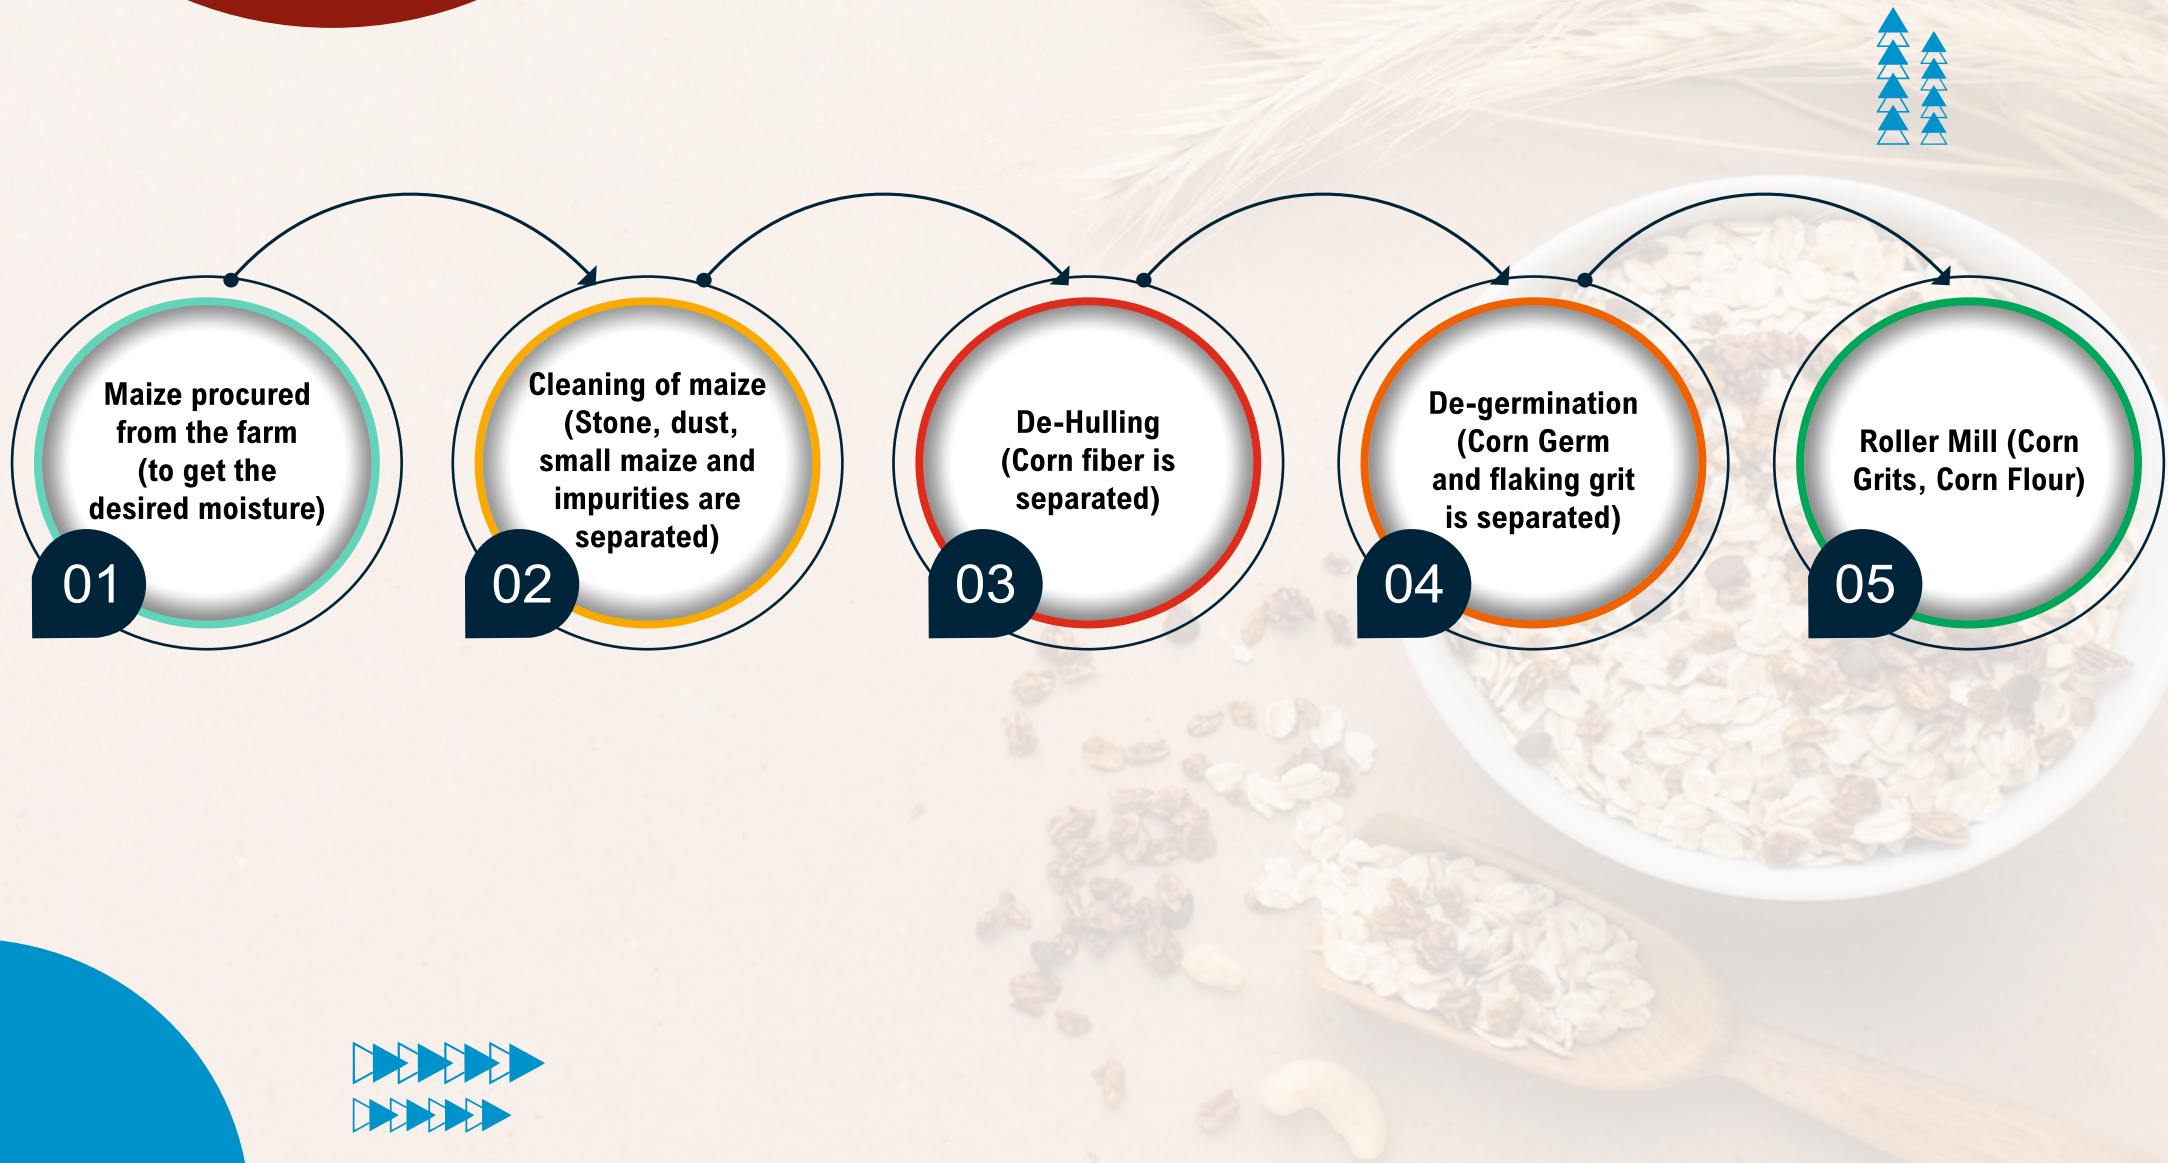 Maize procured
from the farm
(to get the
desired moisture)
01
Cleaning of maize
(Stone, dust,
small maize and
impurities are
separated)
02
De-Hulling
(Corn fiber is
separated)
03
De-germination
(Corn Germ
and flaking grit
is separated)
04
Roller Mill (Corn
Grits, Corn Flour)
05